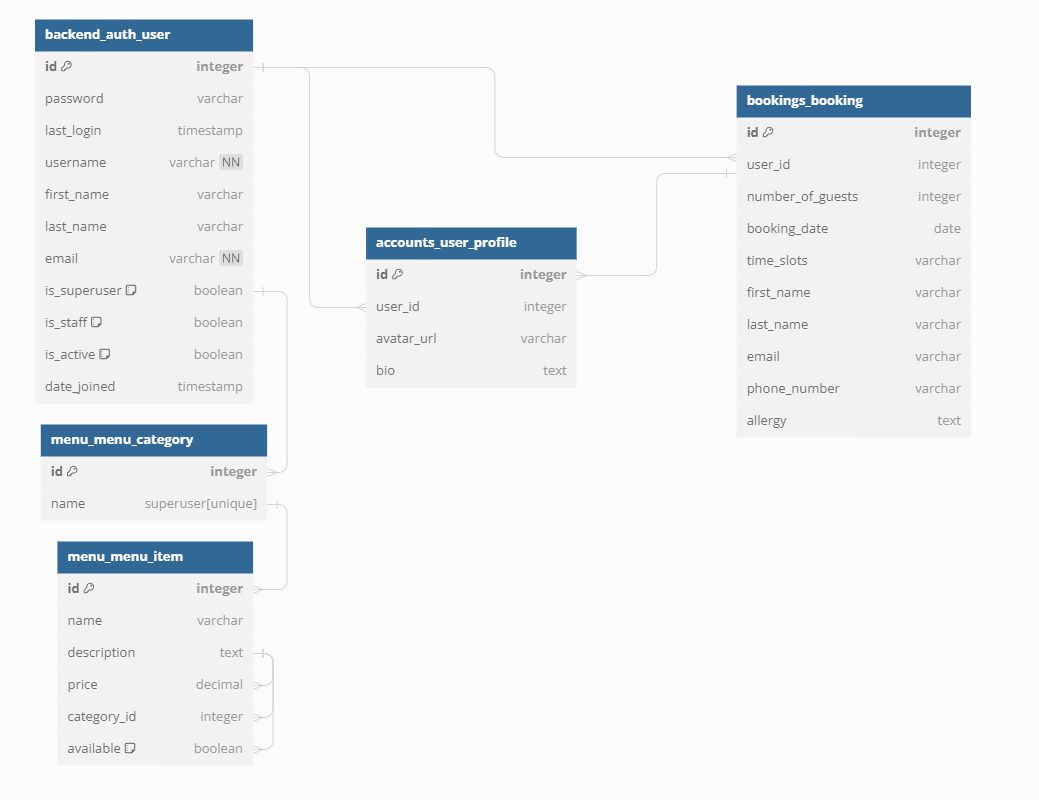 backend_auth_user
id integer
password varchar
last_login timestamp
username varchar NN
first_name varchar
last_name varchar
email varchar NN
is_superuser boolean
is_staff boolean
is_active boolean
date_joined timestamp
menu_menu_category
id integer
name superuser[unique]
menu_menu_item
id integer
name varchar
description text
price decimal
category_id integer
available boolean
accounts_user_profile
id integer
user_id integer
avatar_url varchar
bio text
bookings_booking
id integer
user_id integer
number_of_guests integer
booking_date date
time_slots varchar
first_name varchar
last_name varchar
email varchar
phone_number varchar
allergy text